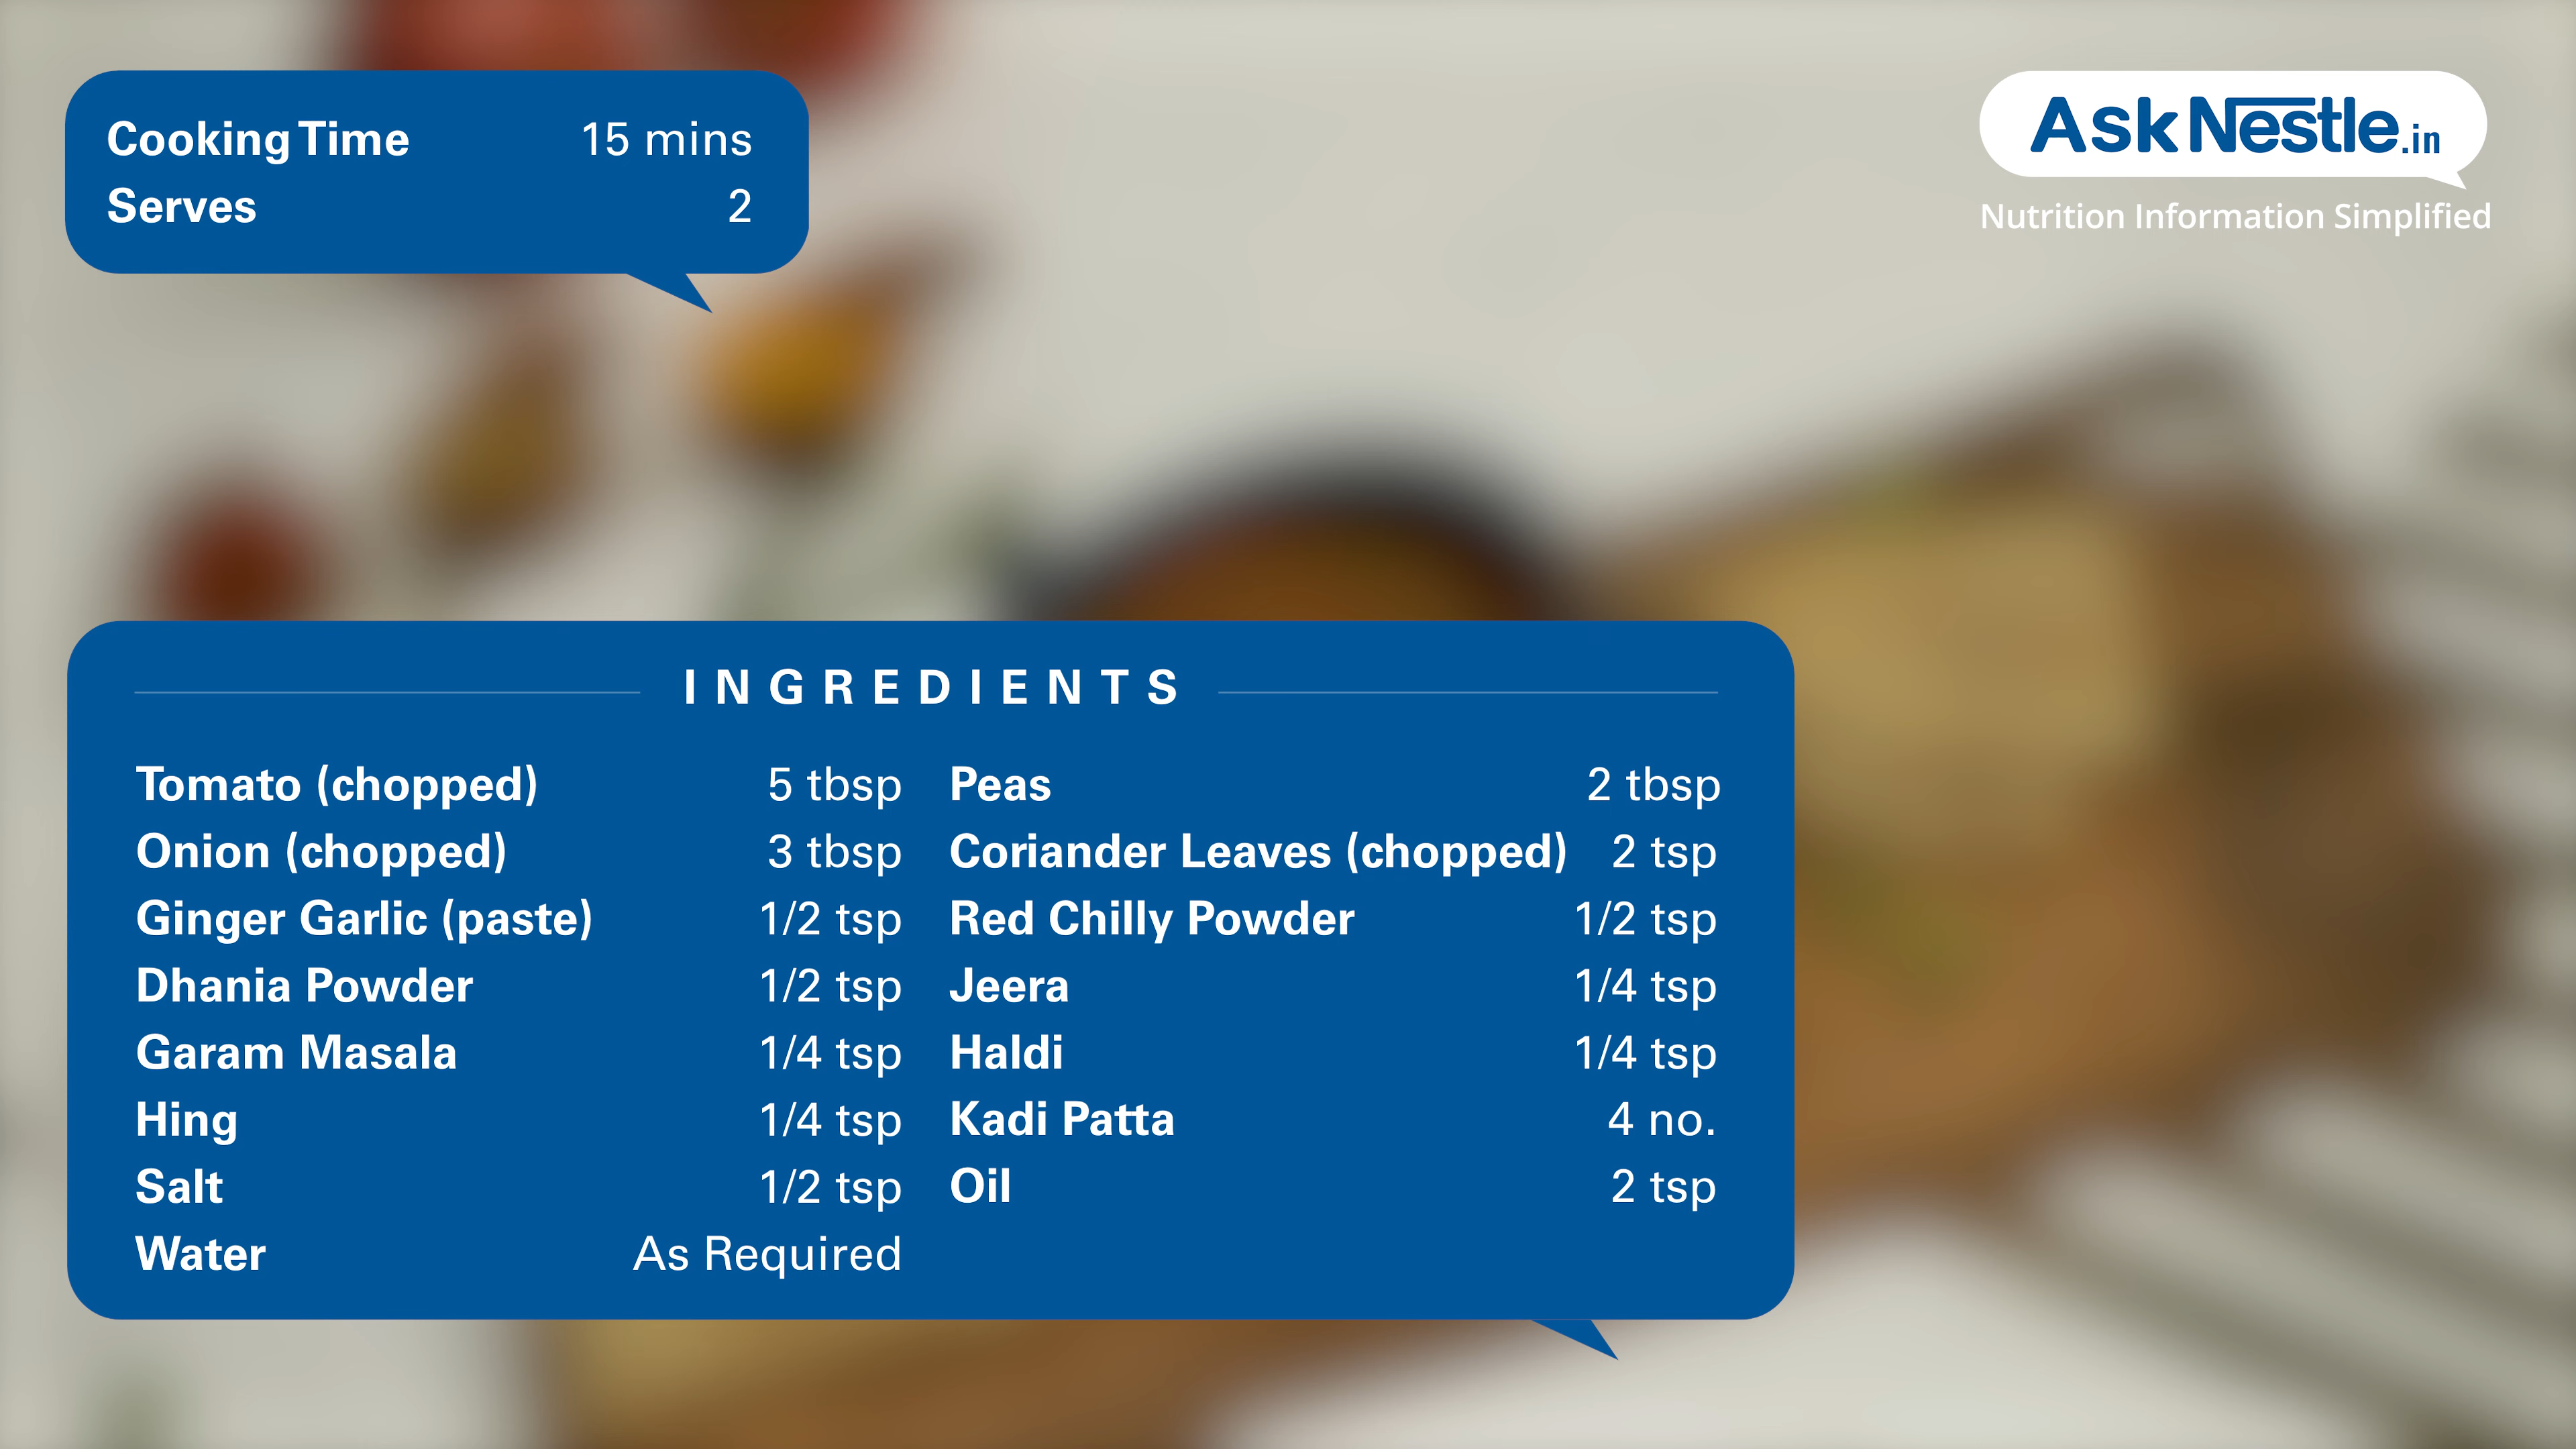 Cooking Time 15 mins
Serves 2
AskNestle.in
Nutrition Information Simplified
INGREDIENTS
Tomato (chopped) 5 tbsp
Onion (chopped) 3 tbsp
Ginger Garlic (paste) 1/2 tsp
Dhania Powder 1/2 tsp
Garam Masala 1/4 tsp
Hing 1/4 tsp
Salt 1/2 tsp
Water As Required
Peas 2 tbsp
Coriander Leaves (chopped) 2 tsp
Red Chilly Powder 1/2 tsp
Jeera 1/4 tsp
Haldi 1/4 tsp
Kadi Patta 4 no.
Oil 2 tsp